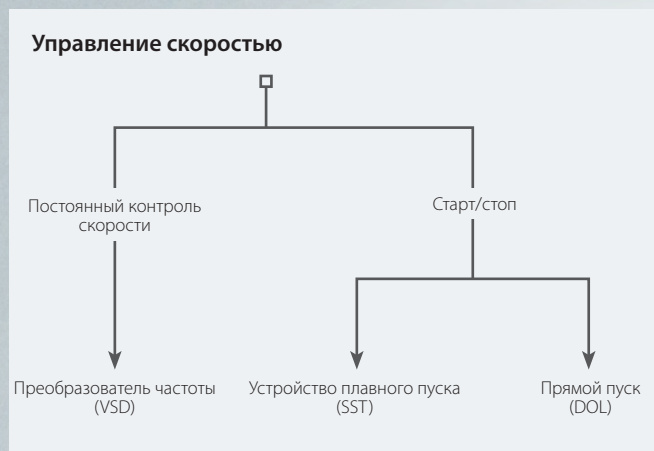 Управление скоростью
Постоянный контроль
скорости
Старт/стоп
Преобразователь частоты
(VSD)
Устройство плавного пуска
(SST)
Прямой пуск
(DOL)